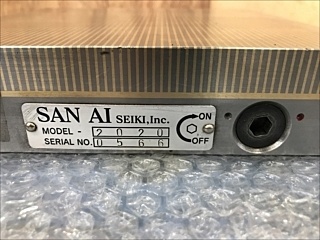 SAN AI SEIKI,Inc.
MODEL - 2020
SERIAL NO. 0566
ON
OFF